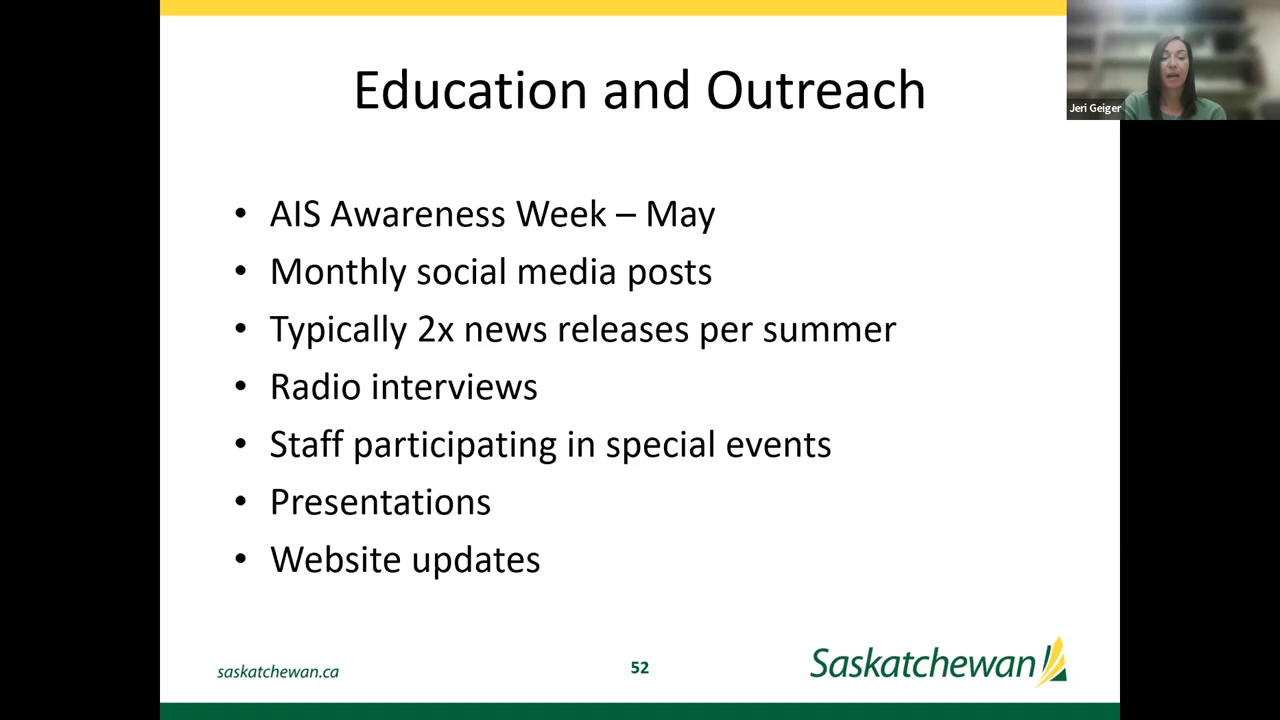 Education and Outreach
Jeri Geiger
• AIS Awareness Week – May
• Monthly social media posts
• Typically 2x news releases per summer
• Radio interviews
• Staff participating in special events
• Presentations
• Website updates
saskatchewan.ca
52
Saskatchewan